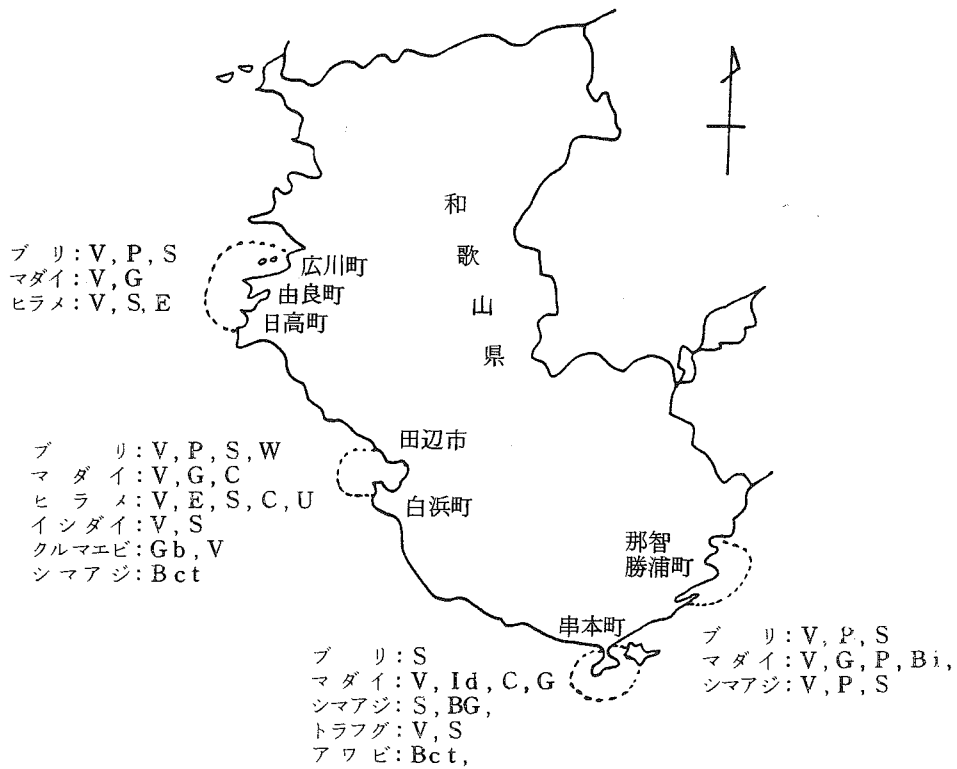 和歌山県
ブリ：V, P, S
マダイ：V, G
ヒラメ：V, S, E
広川町
由良町
日高町
ブリ：V, P, S, W
マダイ：V, G, C
ヒラメ：V, E, S, C, U
イシダイ：V, S
クルマエビ：Gb, V
シマアジ：Bct
田辺市
白浜町
那智
勝浦町
串本町
ブリ：S
マダイ：V, Id, C, G
シマアジ：S, BG,
トラフグ：V, S
アワビ：Bct,
ブリ：V, P, S
マダイ：V, G, P, Bi,
シマアジ：V, P, S